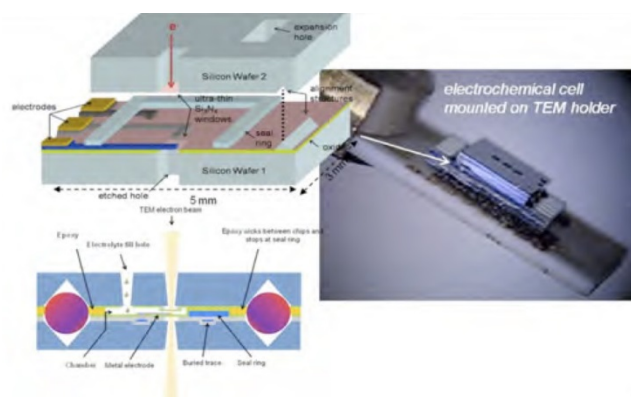 e-
expansion
hole
Silicon Wafer 2
electrodes
ultra-thin
Si₃N₄
windows
alignment
structures
seal
ring
oxide
Silicon Wafer 1
etched hole
5 mm
3 mm
electrochemical cell
mounted on TEM holder
TEM electron beam
Epoxy
Electrolyte fill hole
Epoxy wicks between chips and
stops at seal ring
Chamber
Metal electrode
Buried trace
Seal ring